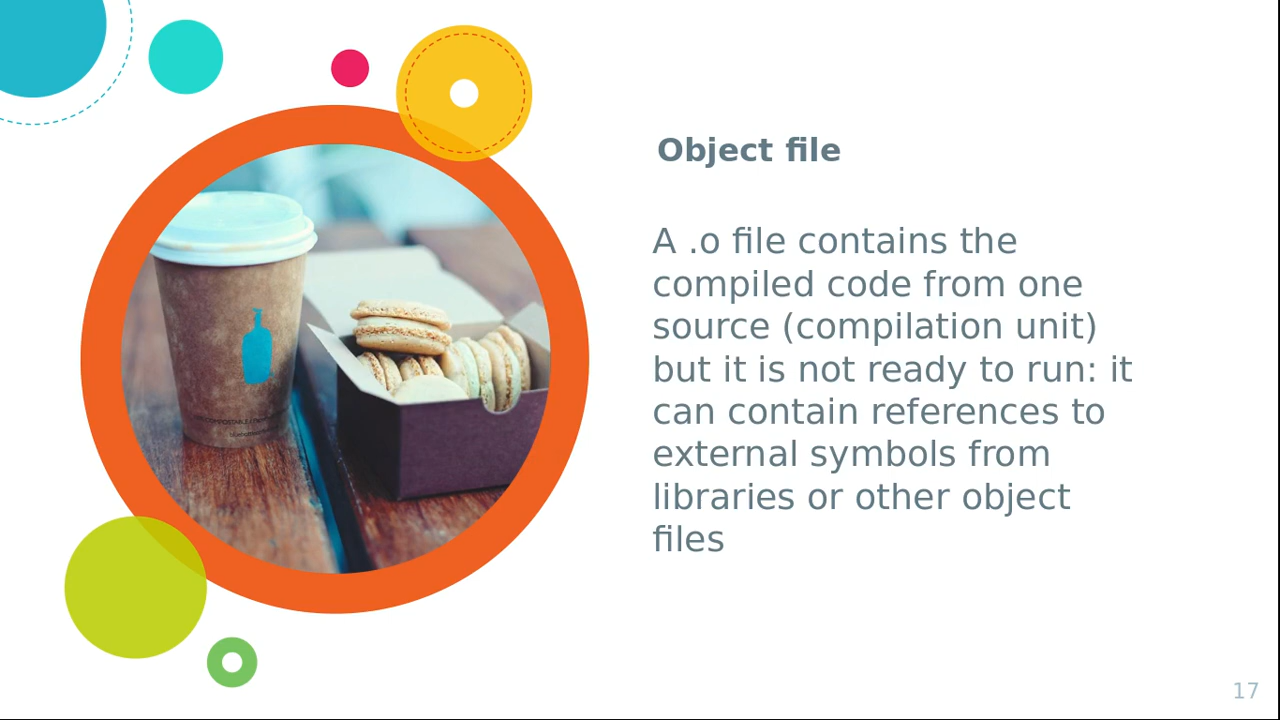 Object file
A .o file contains the
compiled code from one
source (compilation unit)
but it is not ready to run: it
can contain references to
external symbols from
libraries or other object
files
17